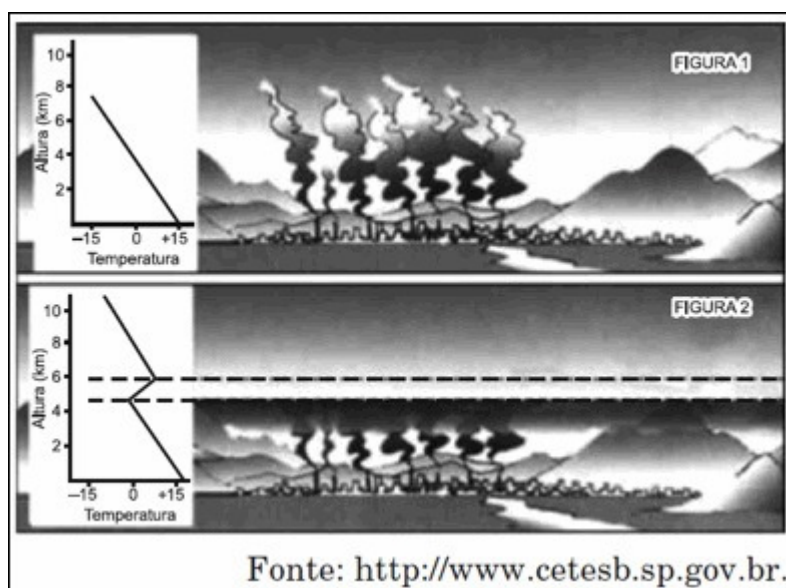 FIGURA 1
Altura (km)
10
8
6
4
2
–15 0 +15
Temperatura
FIGURA 2
Altura (km)
10
8
6
4
2
–15 0 +15
Temperatura
Fonte: http://www.cetesb.sp.gov.br.